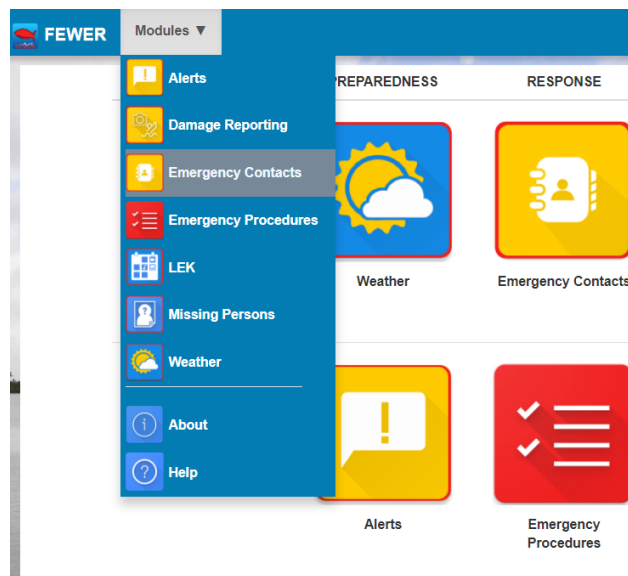 FEWER
Modules ▼
Alerts
Damage Reporting
Emergency Contacts
Emergency Procedures
LEK
Missing Persons
Weather
About
Help
REPAREDNESS
RESPONSE
Weather
Emergency Contacts
Alerts
Emergency
Procedures